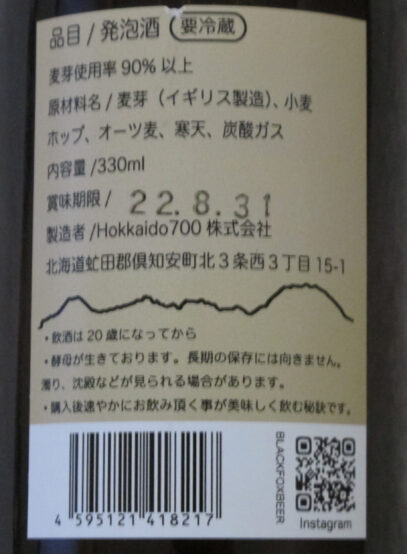 品目 / 発泡酒 要冷蔵
麦芽使用率 90% 以上
原材料名 / 麦芽（イギリス製造）、小麦
ホップ、オーツ麦、寒天、炭酸ガス
内容量 /330ml
賞味期限 / 22.8.31
製造者 /Hokkaido700 株式会社
北海道虻田郡倶知安町北 3 条西 3 丁目 15-1
・飲酒は 20 歳になってから
・酵母が生きております。長期の保存には向きません。
濁り、沈殿などが見られる場合があります。
・購入後速やかにお飲み頂く事が美味しく飲む秘訣です。
BLACKFOXBEER
4 595121 418217
Instagram